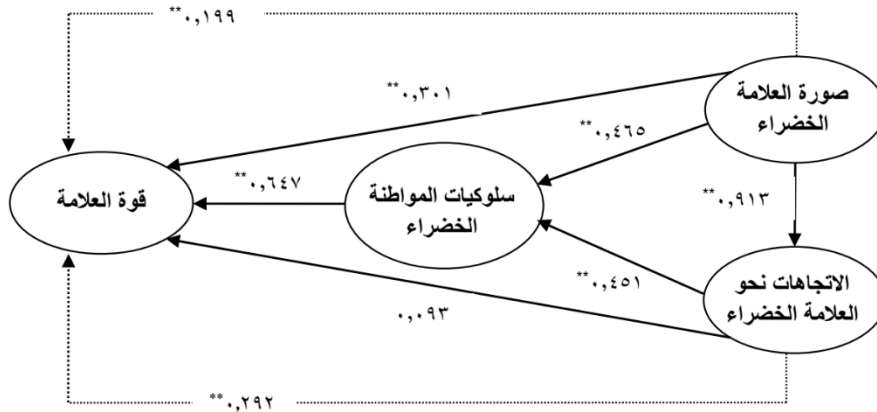 **٠,١٩٩
صورة العلامة
الخضراء
**٠,٣٠١
**٠,٤٦٥
قوة العلامة
**٠,٦٤٧
سلوكيات المواطنة
الخضراء
**٠,٩١٣
**٠,٤٥١
الاتجاهات نحو
العلامة الخضراء
٠,٠٩٣
**٠,٢٩٢